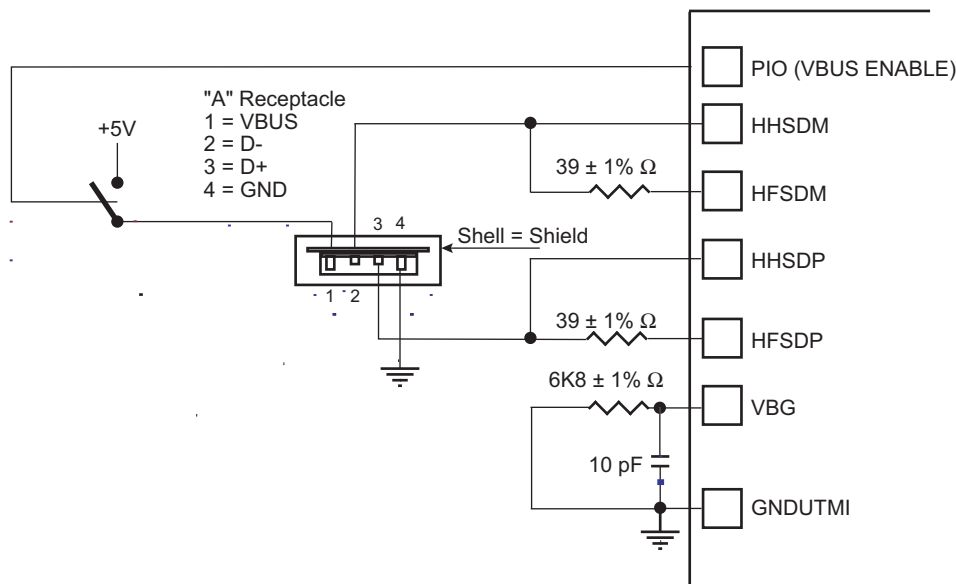 PIO (VBUS ENABLE)
"A" Receptacle
1 = VBUS
2 = D-
3 = D+
4 = GND
+5V
HHSDM
39 ± 1% Ω
HFSDM
3 4
Shell = Shield
HHSDP
1 2
39 ± 1% Ω
HFSDP
6K8 ± 1% Ω
VBG
10 pF
GNDUTMI